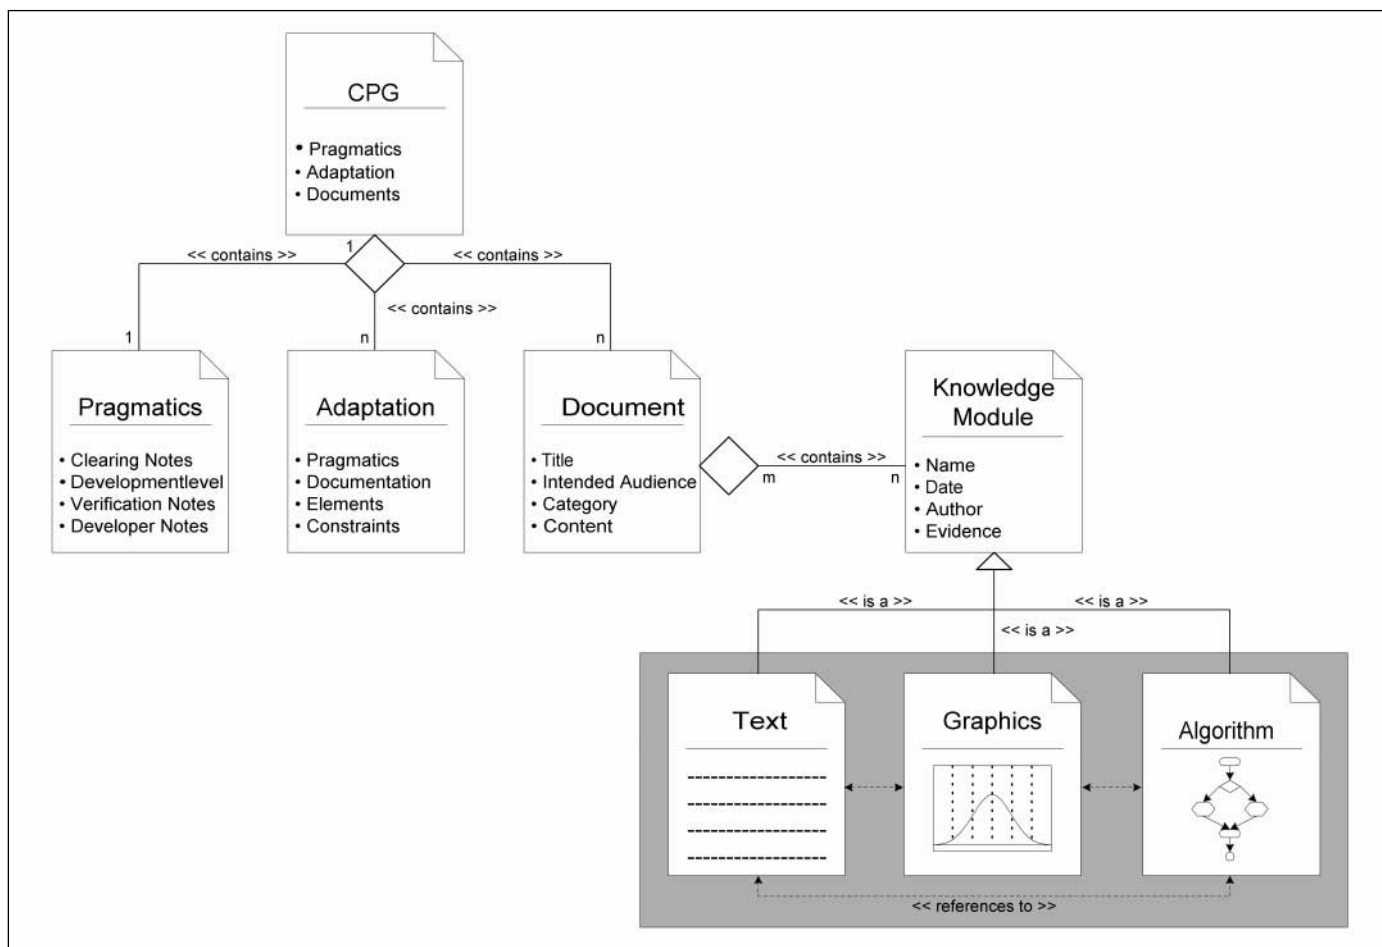 CPG
• Pragmatics
• Adaptation
• Documents
1
<< contains >>
<< contains >>
<< contains >>
1
n
n
Pragmatics
• Clearing Notes
• Developmentlevel
• Verification Notes
• Developer Notes
Adaptation
• Pragmatics
• Documentation
• Elements
• Constraints
Document
• Title
• Intended Audience
• Category
• Content
<< contains >>
m
n
Knowledge
Module
• Name
• Date
• Author
• Evidence
<< is a >>
<< is a >>
<< is a >>
Text
Graphics
Algorithm
<< references to >>